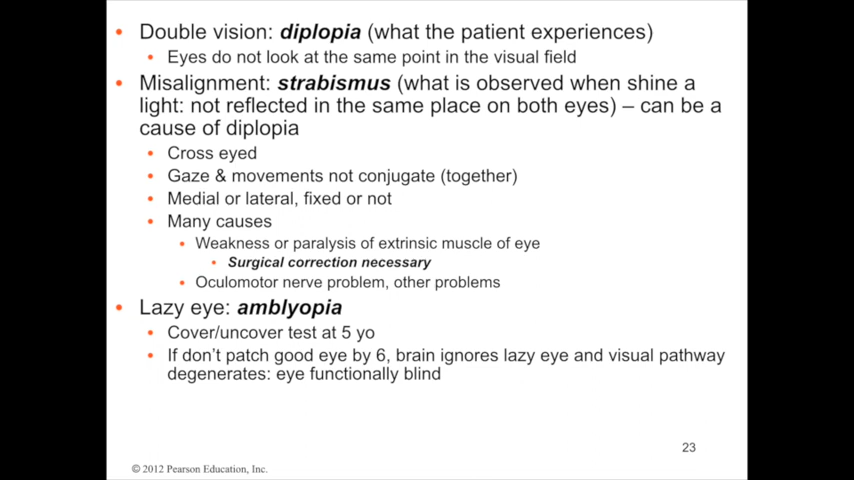 • Double vision: diplopia (what the patient experiences)
• Eyes do not look at the same point in the visual field
• Misalignment: strabismus (what is observed when shine a
light: not reflected in the same place on both eyes) – can be a
cause of diplopia
• Cross eyed
• Gaze & movements not conjugate (together)
• Medial or lateral, fixed or not
• Many causes
• Weakness or paralysis of extrinsic muscle of eye
• Surgical correction necessary
• Oculomotor nerve problem, other problems
• Lazy eye: amblyopia
• Cover/uncover test at 5 yo
• If don't patch good eye by 6, brain ignores lazy eye and visual pathway
degenerates: eye functionally blind
23
© 2012 Pearson Education, Inc.